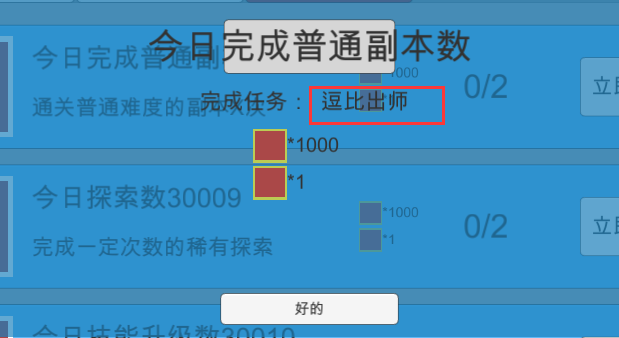 今日完成普通副本数
今日完成普通副
*1000
0/2
立即
完成任务：逗比出师
通关普通难度的副本
*1000
*1
今日探索数30009
*1000
*1
0/2
立即
完成一定次数的稀有探索
好的
今日技能升级数30010